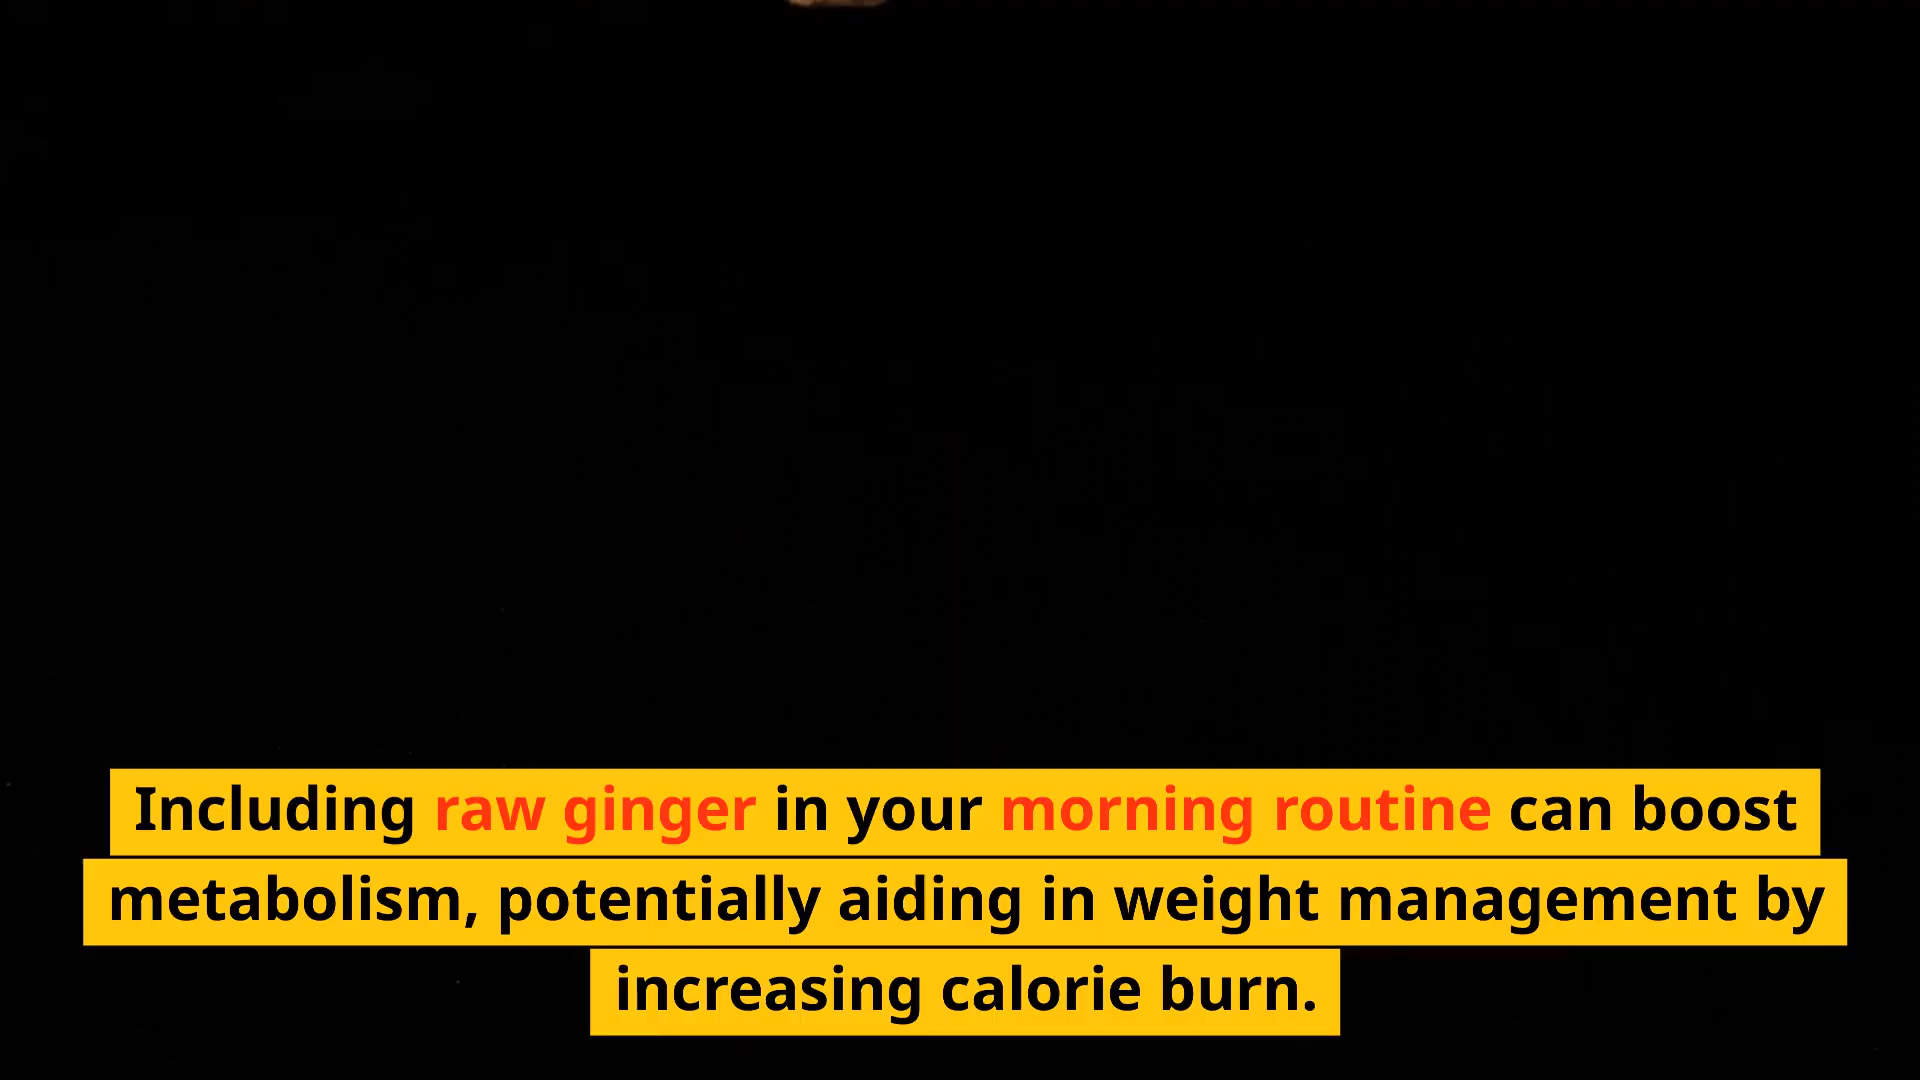 Including raw ginger in your morning routine can boost
metabolism, potentially aiding in weight management by
increasing calorie burn.